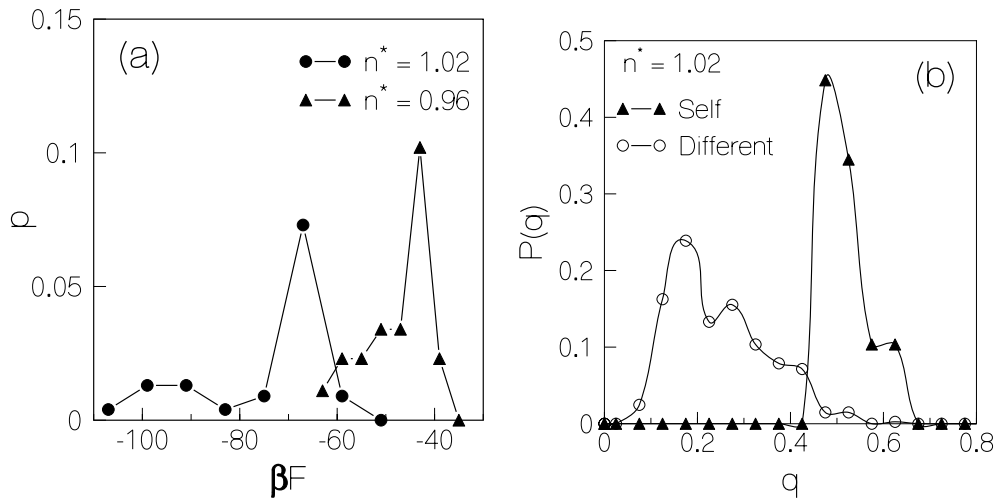 0.15
(a)
n* = 1.02
n* = 0.96
0.1
p
0.05
0
-100
-80
-60
-40
βF
0.5
n* = 1.02
(b)
Self
Different
0.4
0.3
P(q)
0.2
0.1
0
0.0
0.2
0.4
0.6
0.8
q